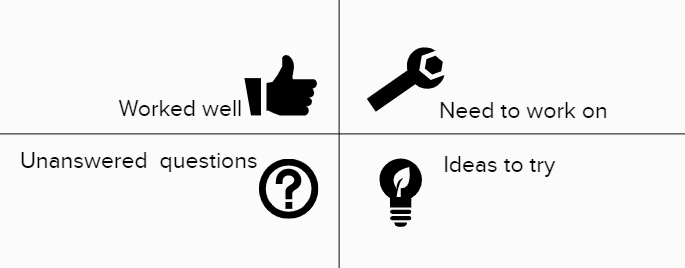 Worked well
Need to work on
Unanswered  questions
Ideas to try